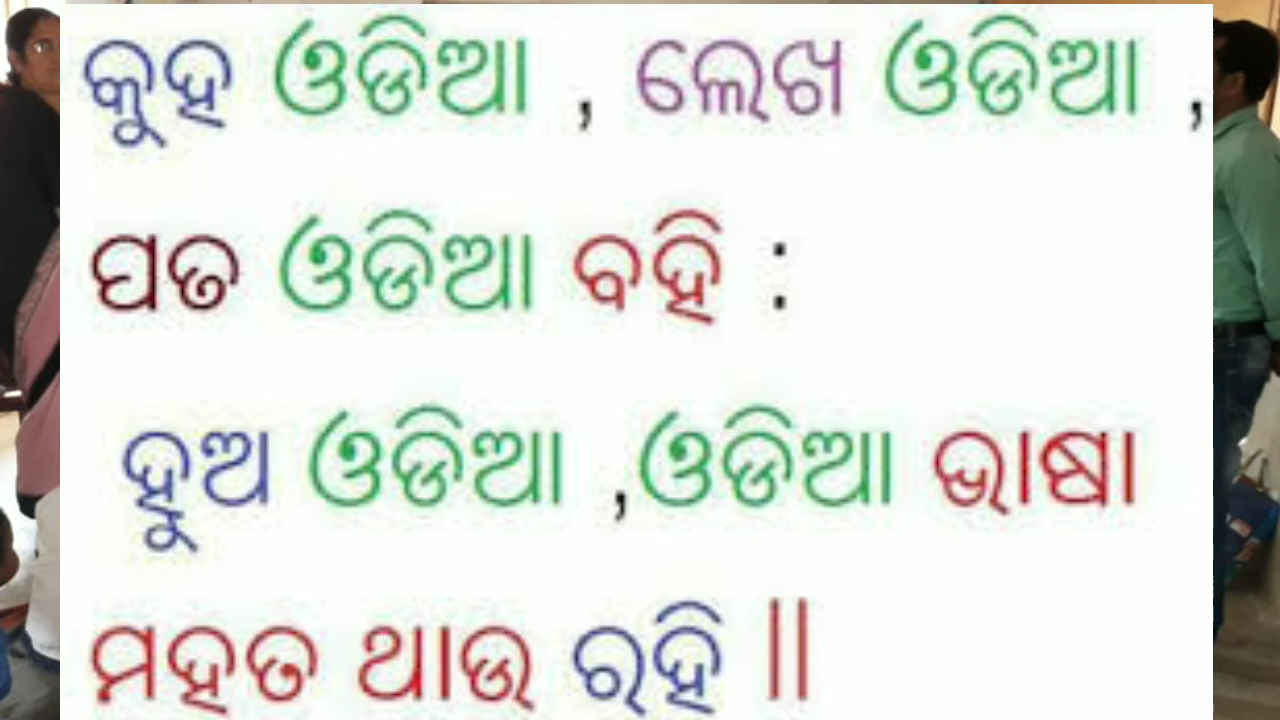 କୁହ ଓଡିଆ , ଲେଖ ଓଡିଆ ,
ପଢ ଓଡିଆ ବହି :
ହୁଅ ଓଡିଆ ,ଓଡିଆ ଭାଷା
ମହତ ଥାଉ ରହି ||